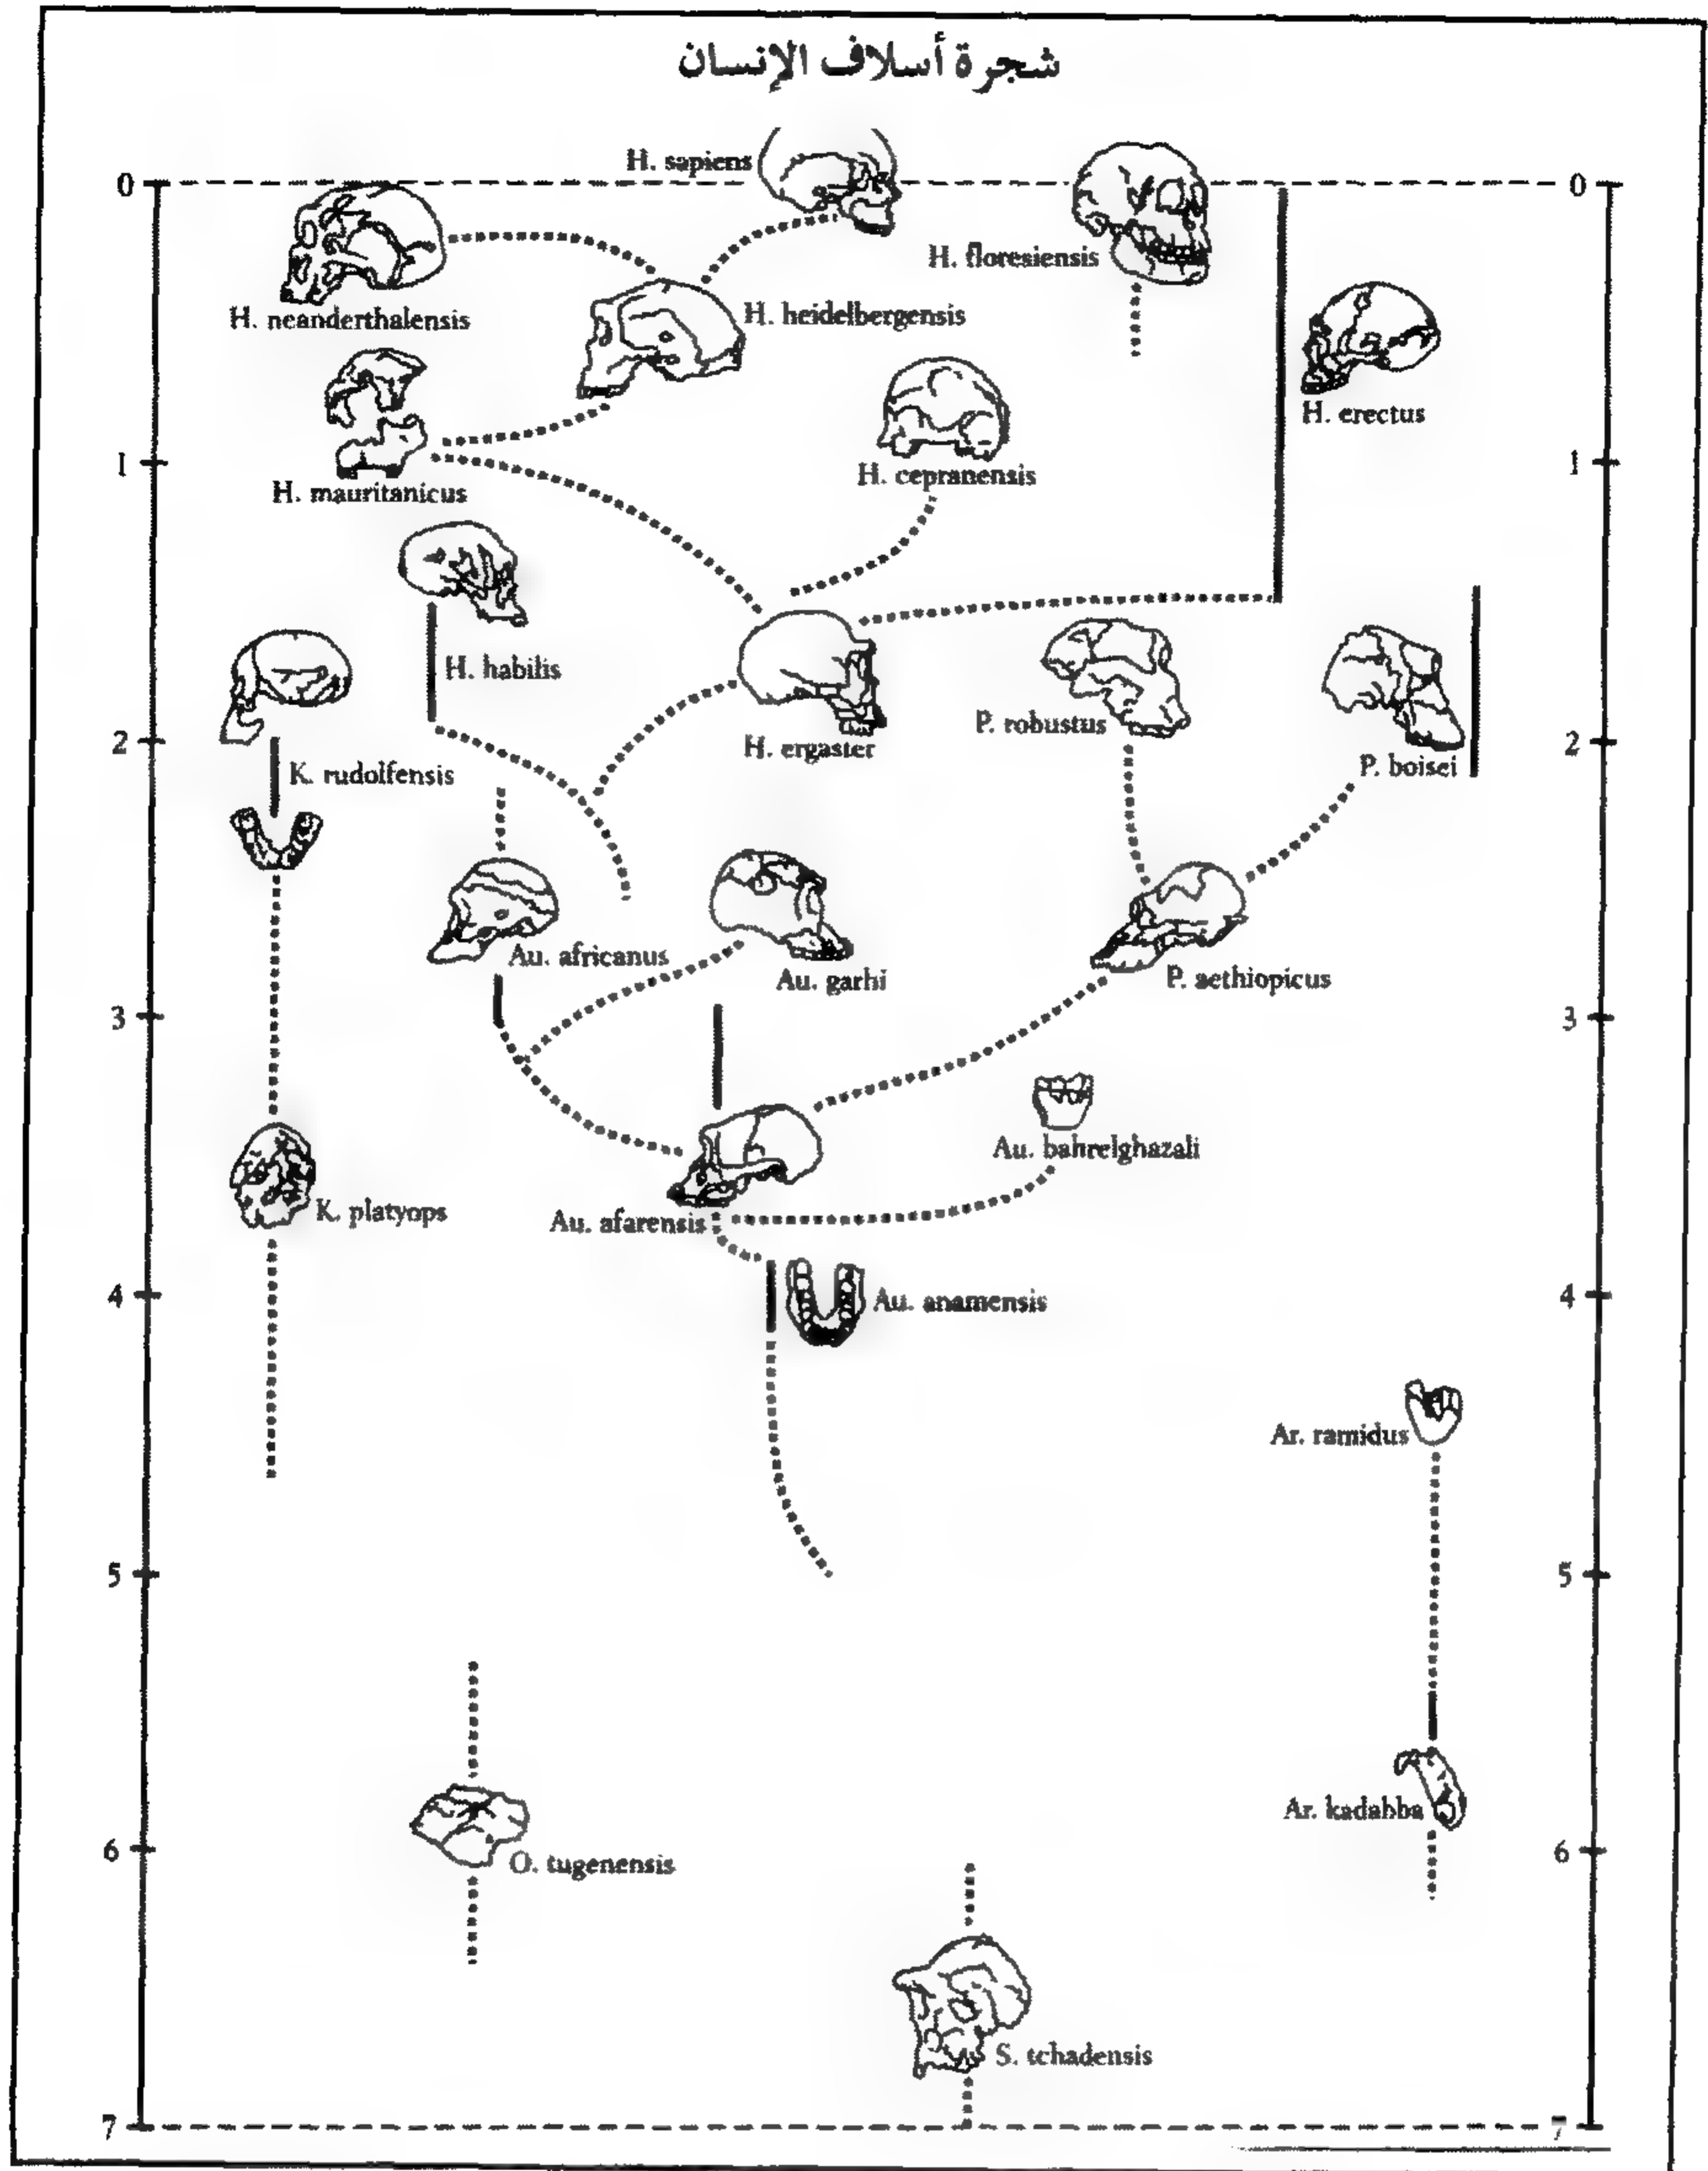 شجرة أسلاف الإنسان
H. sapiens
0
0
H. floresiensis
H. neanderthalensis
H. heidelbergensis
H. erectus
1
1
H. cepranensis
H. mauritanicus
H. habilis
P. robustus
2
2
H. ergaster
P. boisei
K. rudolfensis
Au. africanus
Au. garhi
P. aethiopicus
3
3
Au. bahrelghazali
K. platyops
Au. afarensis
4
4
Au. anamensis
Ar. ramidus
5
5
Ar. kadabba
6
6
O. tugenensis
S. tchadensis
7
7